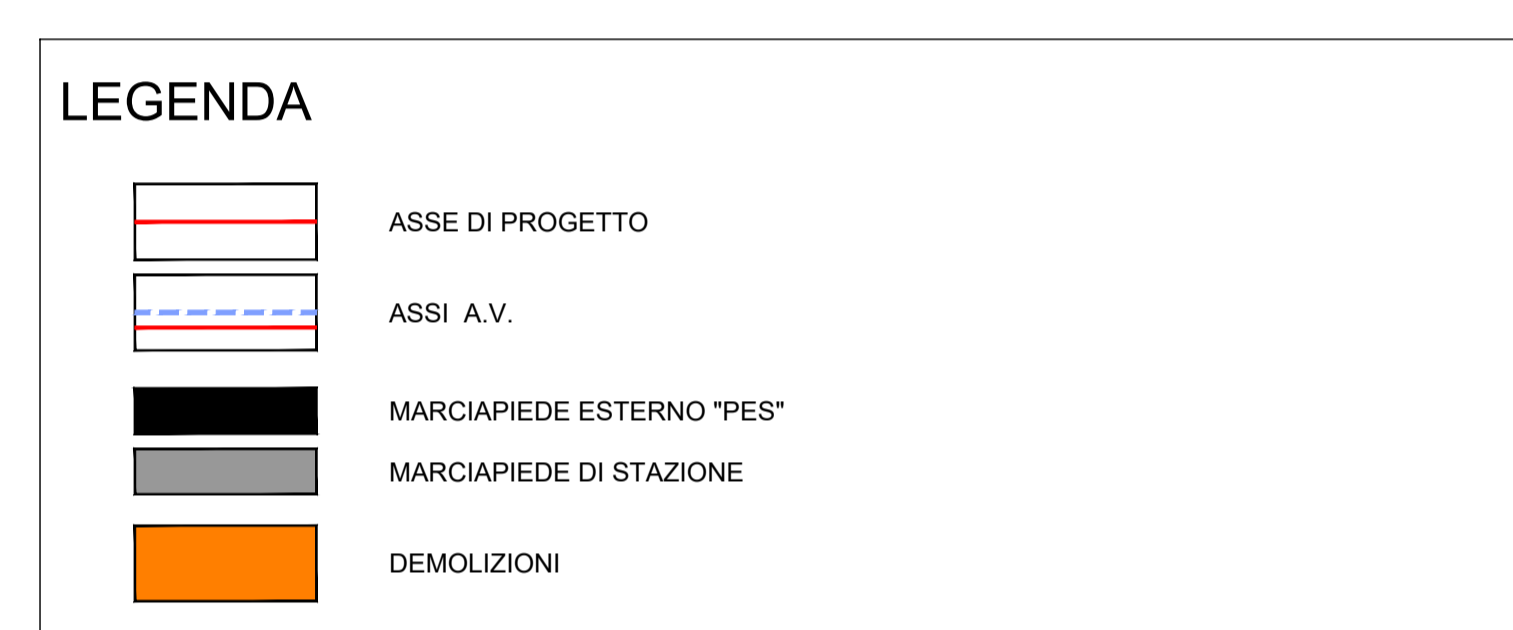 LEGENDA
ASSE DI PROGETTO
ASSI A.V.
MARCIAPIEDE ESTERNO "PES"
MARCIAPIEDE DI STAZIONE
DEMOLIZIONI